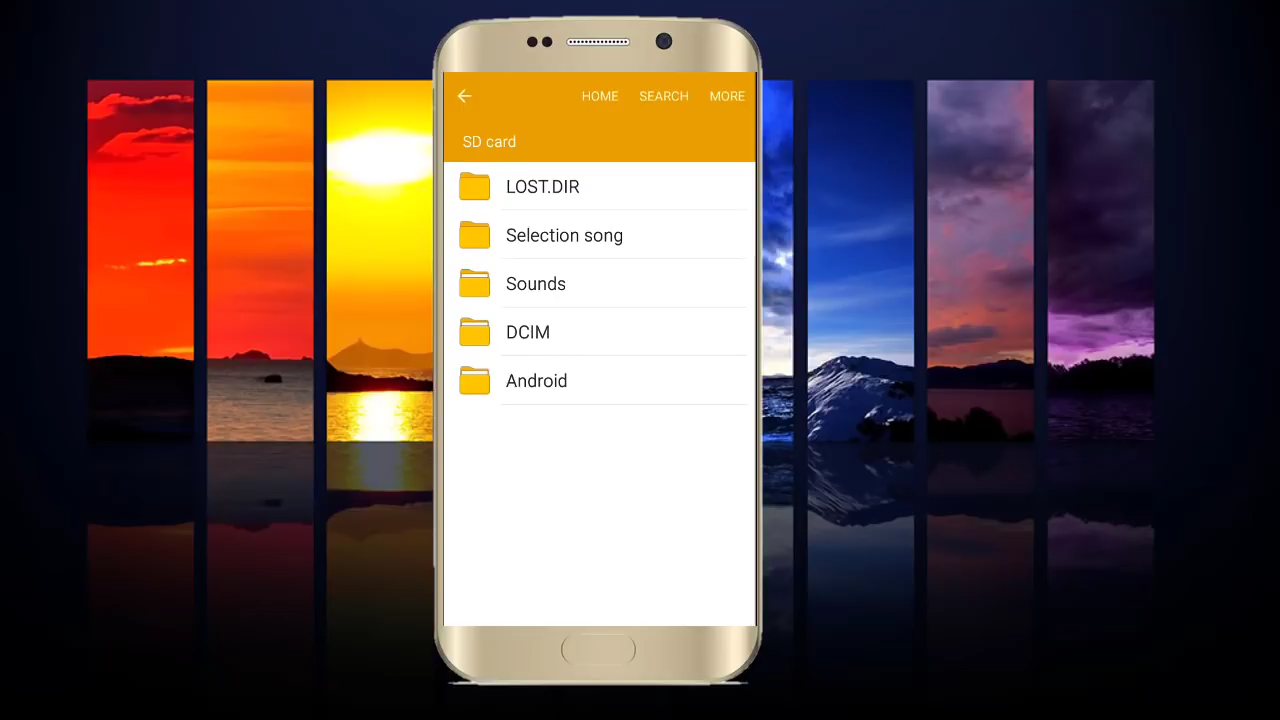 HOME SEARCH MORE
SD card
LOST.DIR
Selection song
Sounds
DCIM
Android